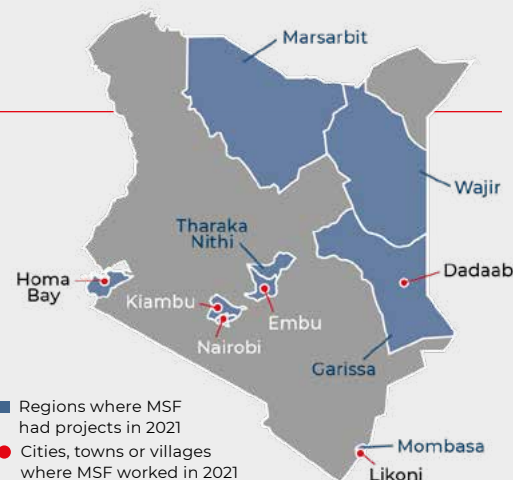 Marsarbit
Wajir
Tharaka
Nithi
Dadaab
Homa
Bay
Kiambu
Embu
Nairobi
Garissa
Regions where MSF
had projects in 2021
Mombasa
Cities, towns or villages
where MSF worked in 2021
Likoni